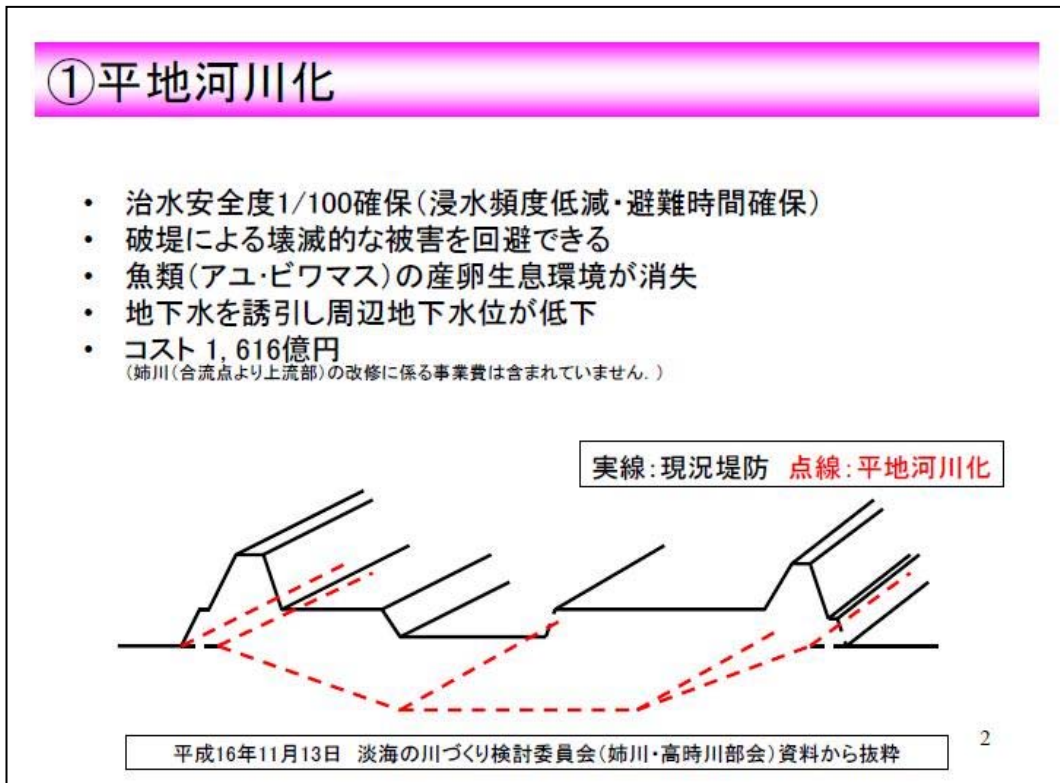 ①平地河川化
• 治水安全度1/100確保(浸水頻度低減・避難時間確保)
• 破堤による壊滅的な被害を回避できる
• 魚類(アユ・ビワマス)の産卵生息環境が消失
• 地下水を誘引し周辺地下水位が低下
• コスト 1,616億円
(姉川(合流点より上流部)の改修に係る事業費は含まれていません.)
実線:現況堤防 点線:平地河川化
平成16年11月13日 淡海の川づくり検討委員会(姉川・高時川部会)資料から抜粋
2